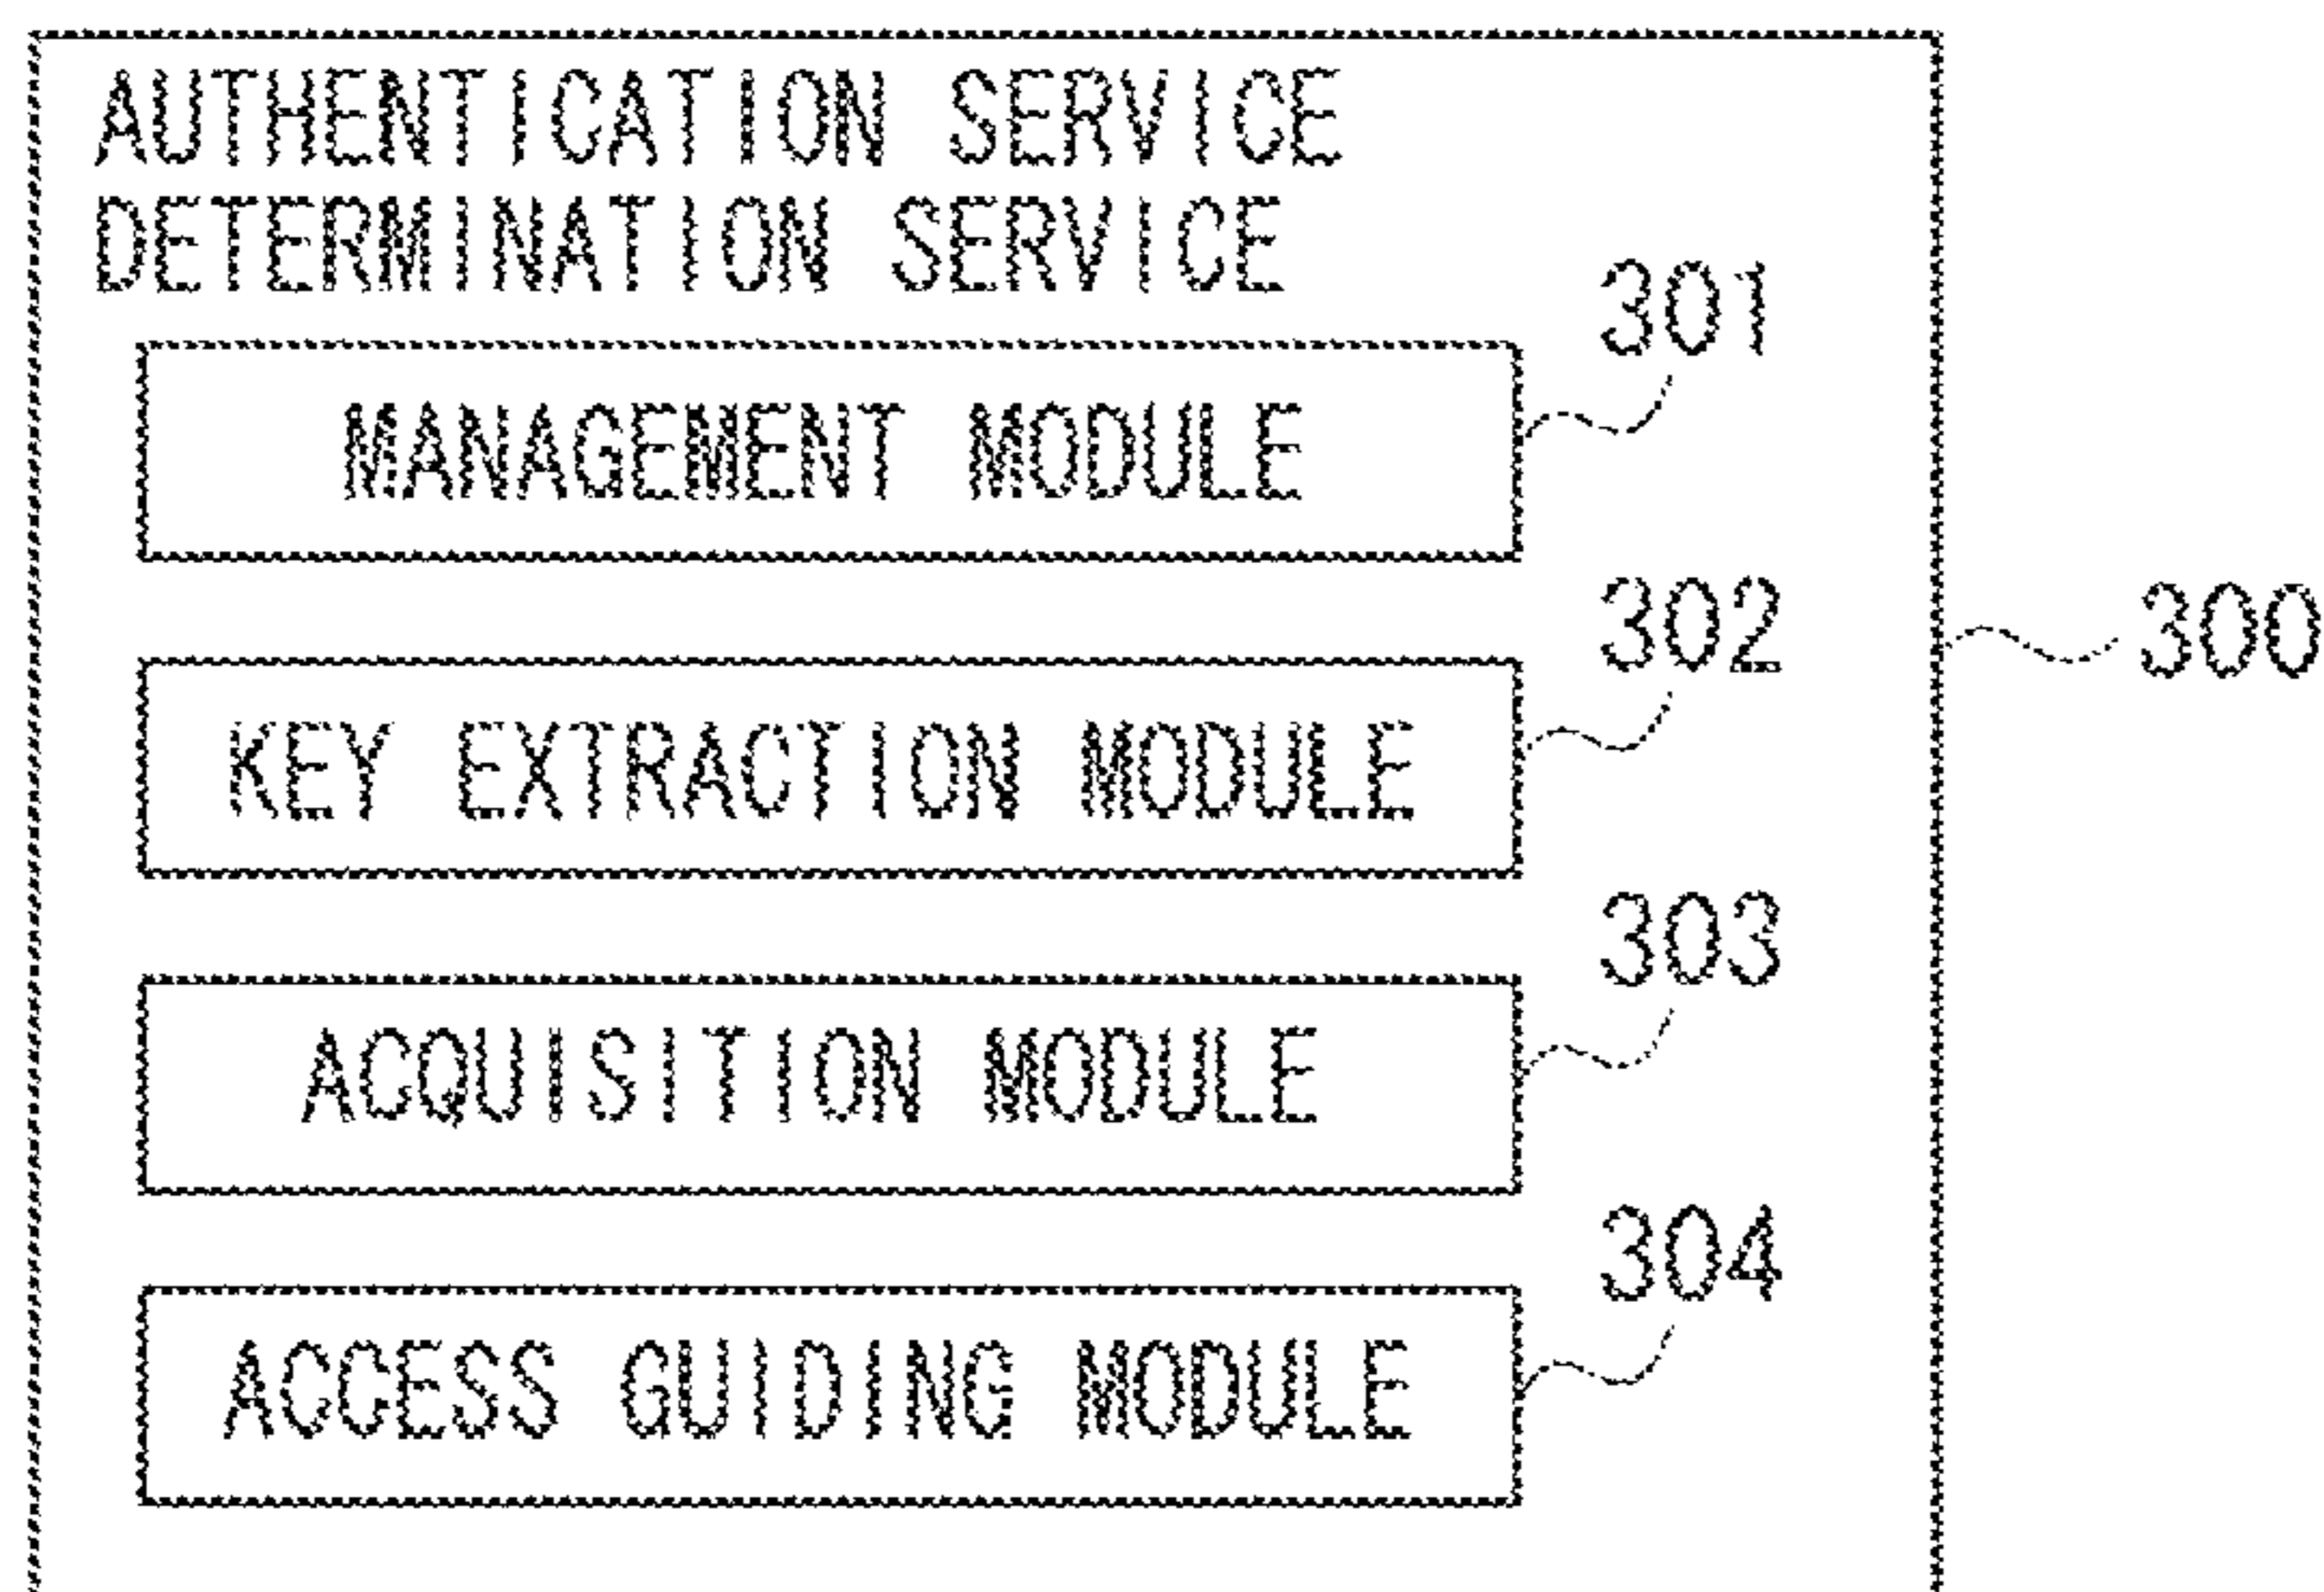 AUTHENTICATION SERVICE
DETERMINATION SERVICE
301
MANAGEMENT MODULE
302
300
KEY EXTRACTION MODULE
303
ACQUISITION MODULE
304
ACCESS GUIDING MODULE